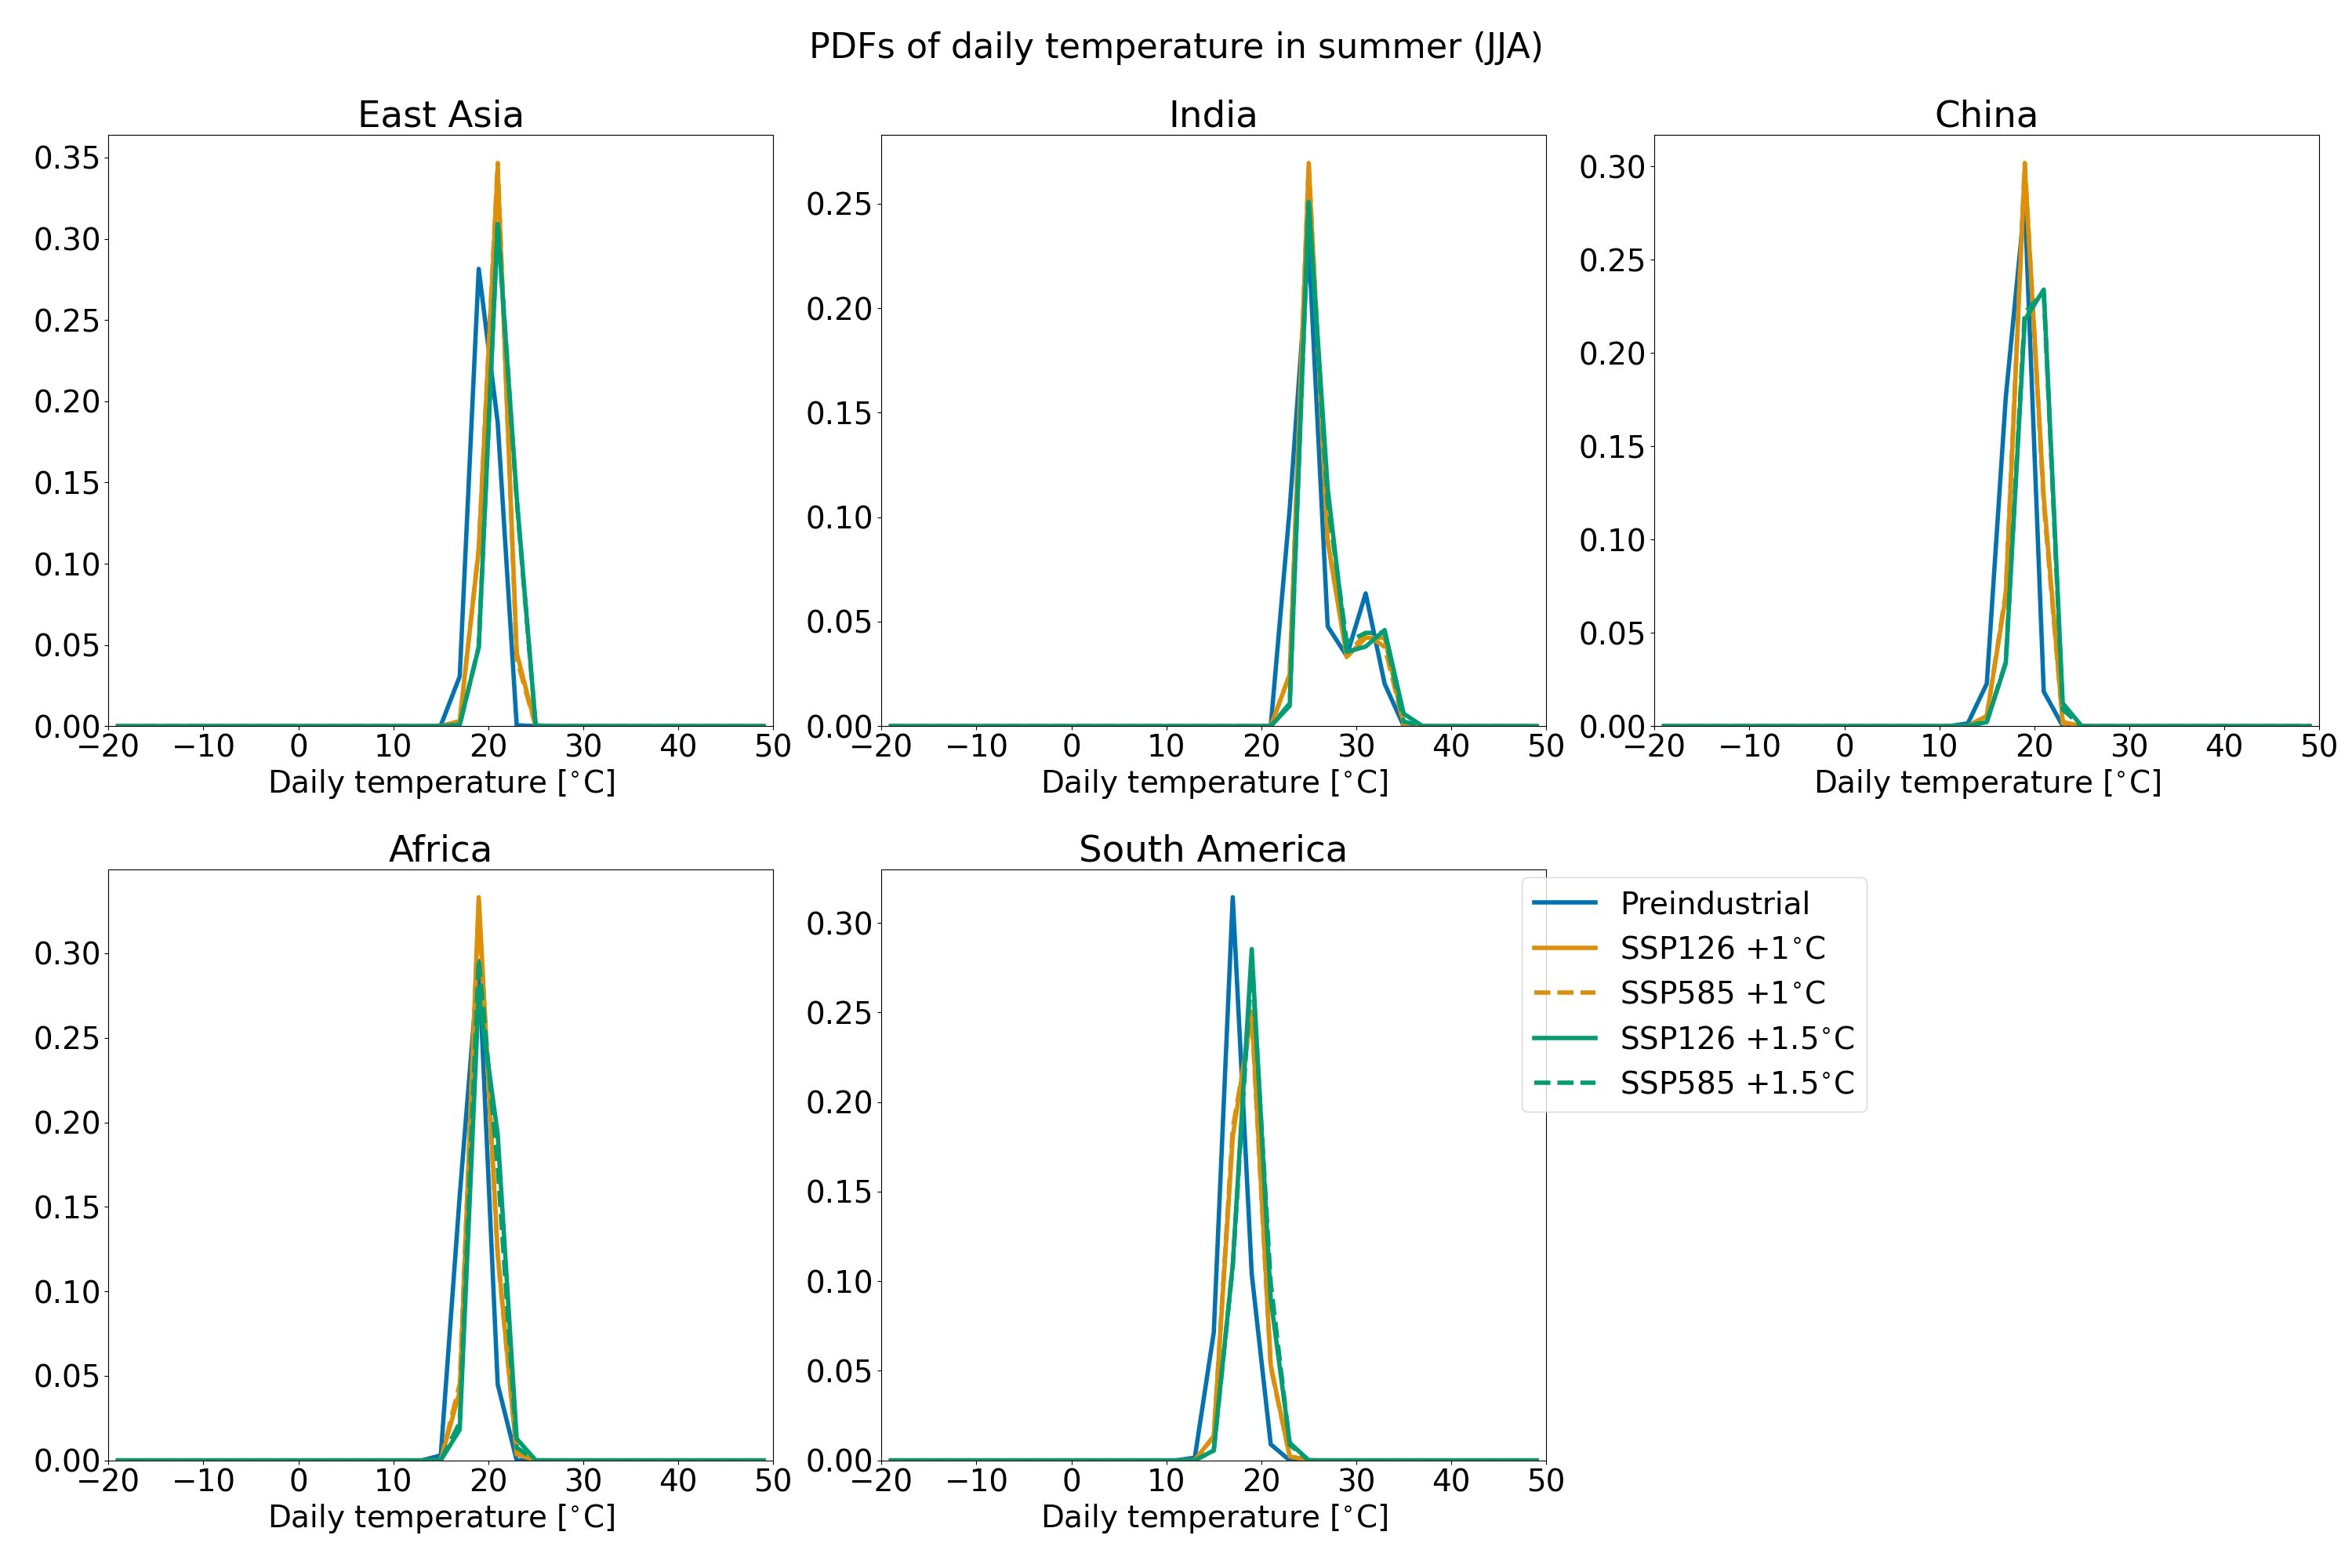 PDFs of daily temperature in summer (JJA)
East Asia
0.35
0.30
0.25
0.20
0.15
0.10
0.05
0.00
−20 −10 0 10 20 30 40 50
Daily temperature [°C]
India
0.25
0.20
0.15
0.10
0.05
0.00
−20 −10 0 10 20 30 40 50
Daily temperature [°C]
China
0.30
0.25
0.20
0.15
0.10
0.05
0.00
−20 −10 0 10 20 30 40 50
Daily temperature [°C]
Africa
0.30
0.25
0.20
0.15
0.10
0.05
0.00
−20 −10 0 10 20 30 40 50
Daily temperature [°C]
South America
0.30
0.25
0.20
0.15
0.10
0.05
0.00
−20 −10 0 10 20 30 40 50
Daily temperature [°C]
Preindustrial
SSP126 +1°C
SSP585 +1°C
SSP126 +1.5°C
SSP585 +1.5°C